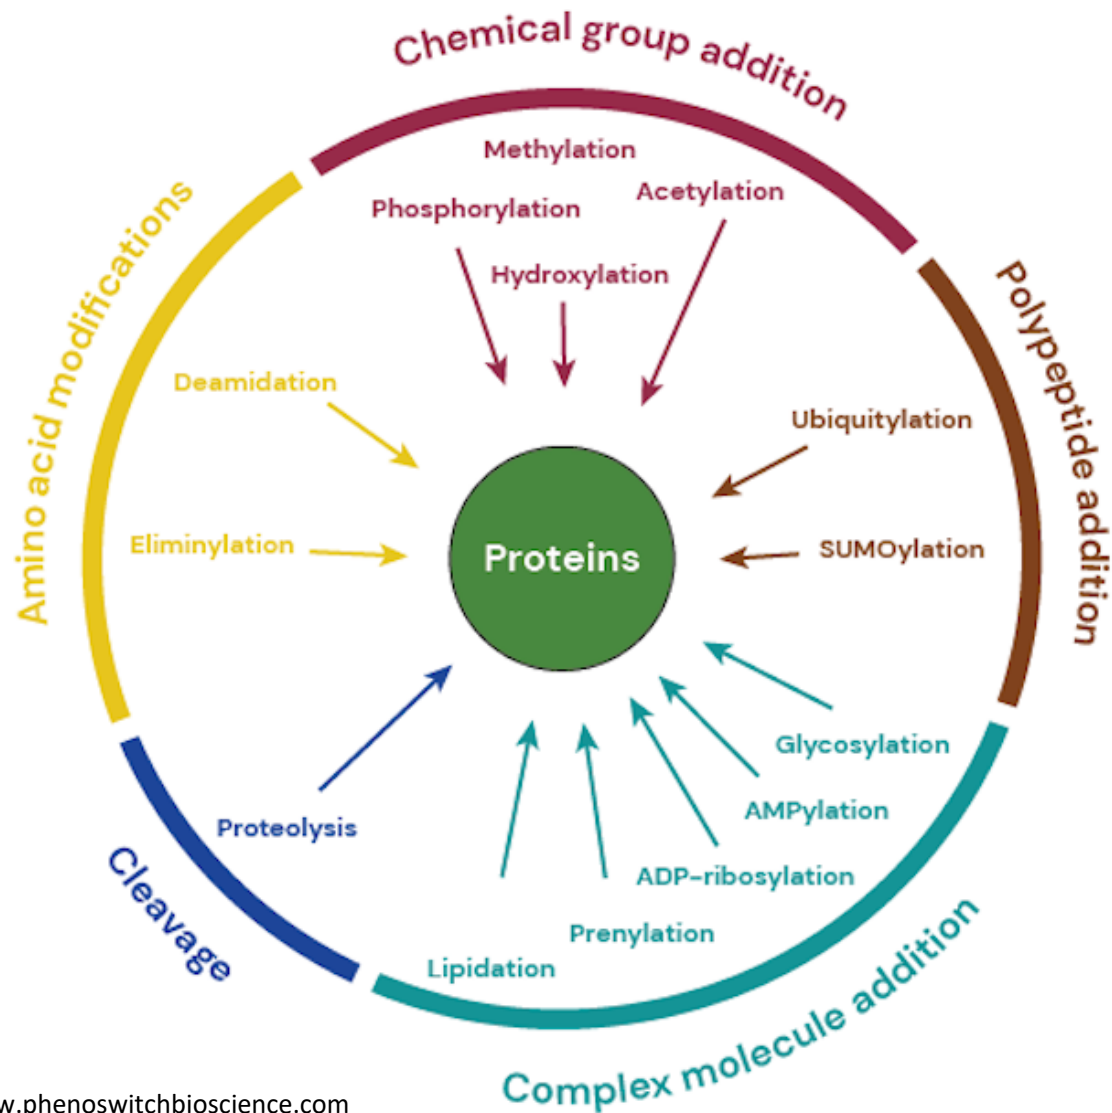 Chemical group addition
Methylation
Acetylation
Phosphorylation
Hydroxylation
Polypeptide addition
Ubiquitylation
SUMOylation
Amino acid modifications
Deamidation
Eliminylation
Proteins
Glycosylation
AMPylation
ADP-ribosylation
Prenylation
Lipidation
Complex molecule addition
Proteolysis
Cleavage
w.phenoswitchbioscience.com